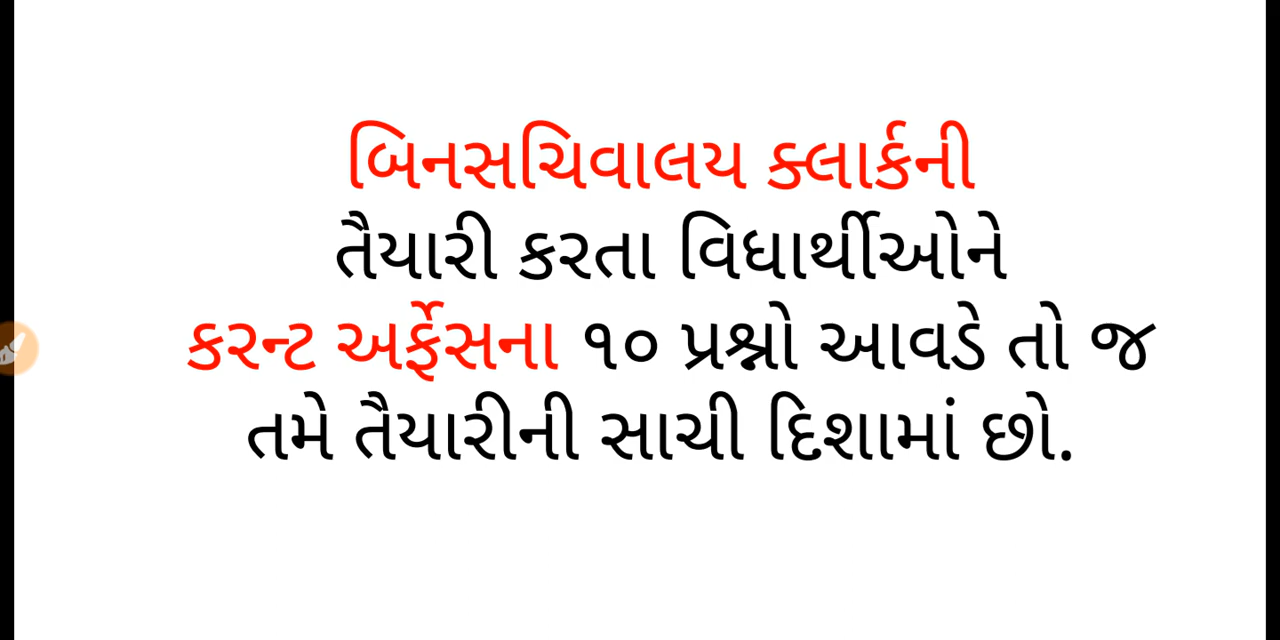 બિનસચિવાલય ક્લાર્કની
તૈયારી કરતા વિધાર્થીઓને
કરન્ટ અર્ફેસના ૧૦ પ્રશ્નો આવડે તો જ
તમે તૈયારીની સાચી દિશામાં છો.